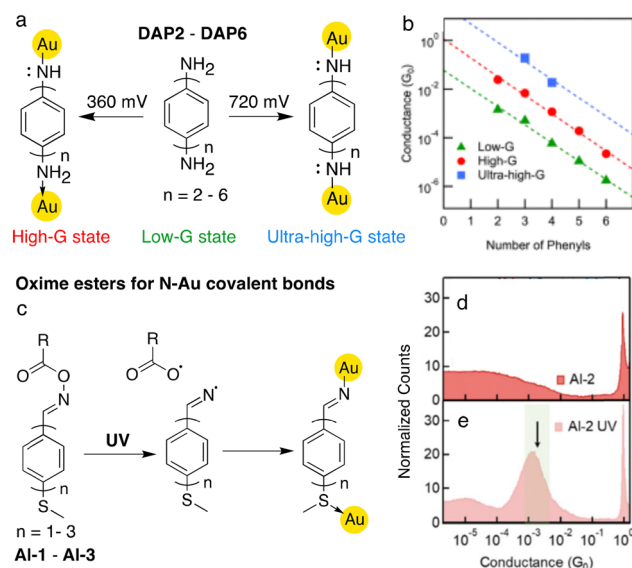 a
DAP2 - DAP6
Au
:NH
n
NH2
Au
360 mV
NH2
n
NH2
n = 2 - 6
720 mV
Au
:NH
n
:NH
Au
High-G state
Low-G state
Ultra-high-G state
b
Conductance (G0)
10^0
10^-2
10^-4
10^-6
Low-G
High-G
Ultra-high-G
0 1 2 3 4 5 6
Number of Phenyls
Oxime esters for N-Au covalent bonds
c
R
O
O
N
n
S
n = 1- 3
AI-1 - AI-3
R
O
O•
UV
N•
n
S
Au
N
n
S
Au
Normalized Counts
d
30
20
10
0
AI-2
e
30
20
10
0
AI-2 UV
10^-5 10^-4 10^-3 10^-2 10^-1 10^0
Conductance (G0)